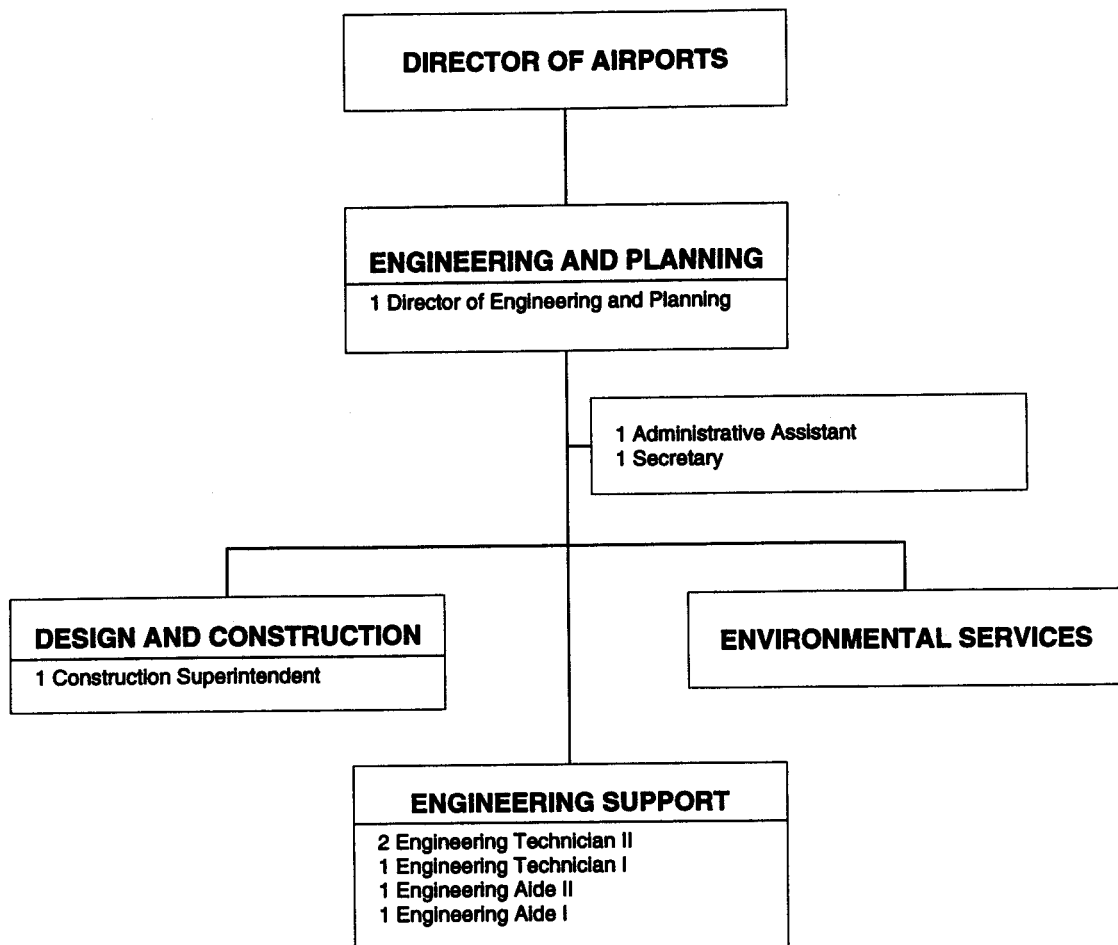 DIRECTOR OF AIRPORTS
ENGINEERING AND PLANNING
1 Director of Engineering and Planning
1 Administrative Assistant
1 Secretary
DESIGN AND CONSTRUCTION
1 Construction Superintendent
ENVIRONMENTAL SERVICES
ENGINEERING SUPPORT
2 Engineering Technician II
1 Engineering Technician I
1 Engineering Aide II
1 Engineering Aide I